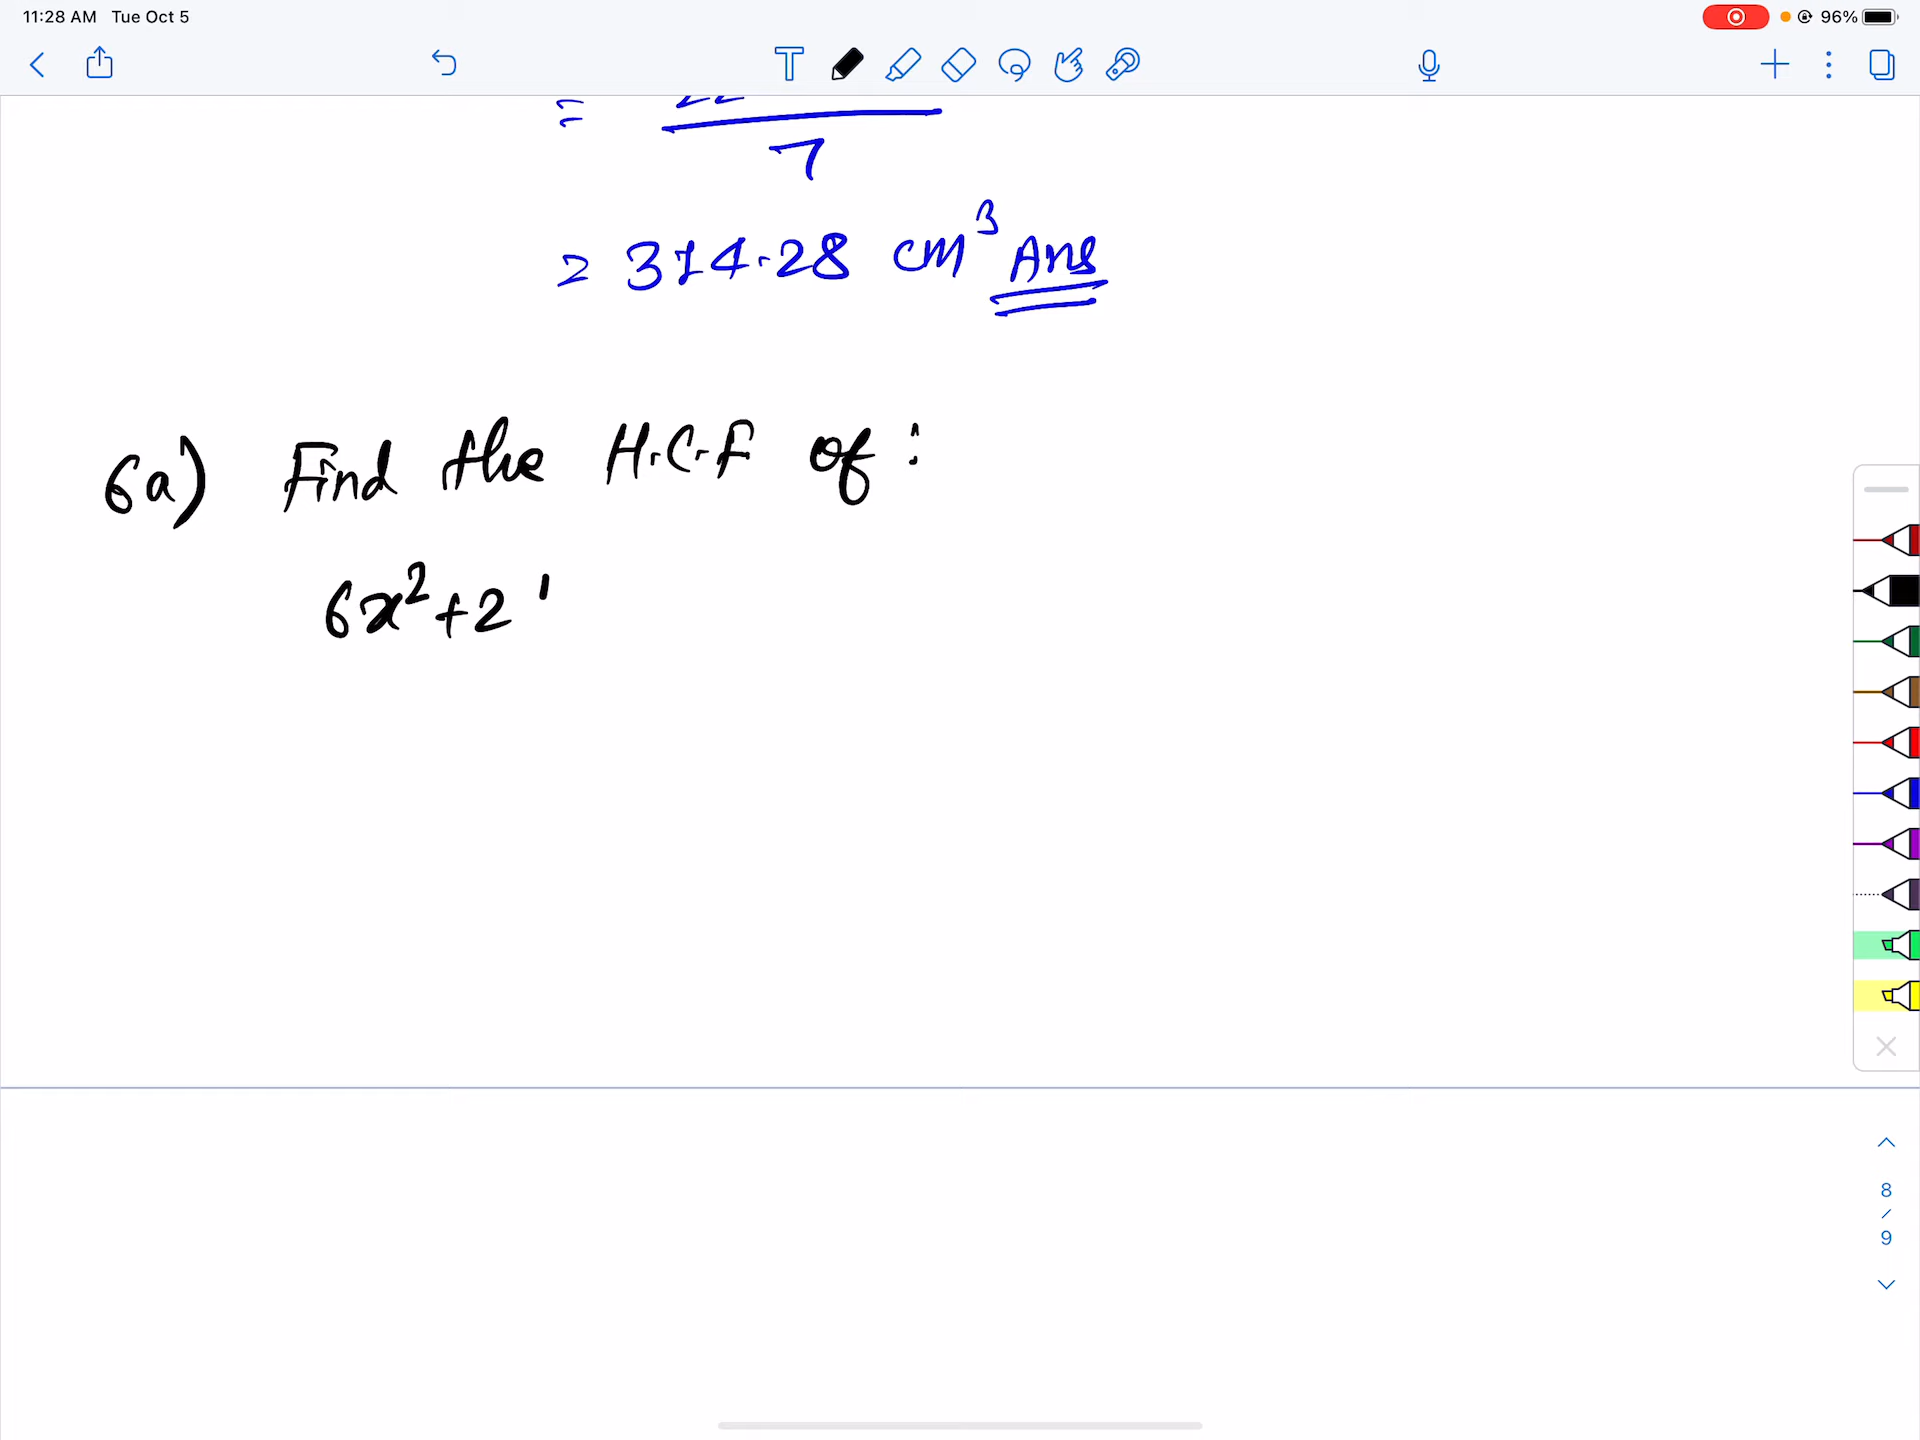 11:28 AM Tue Oct 5
96%
=
7
= 314.28 cm³ Ans
6a) Find the H.C.F of :
6x²+2
8
/
9